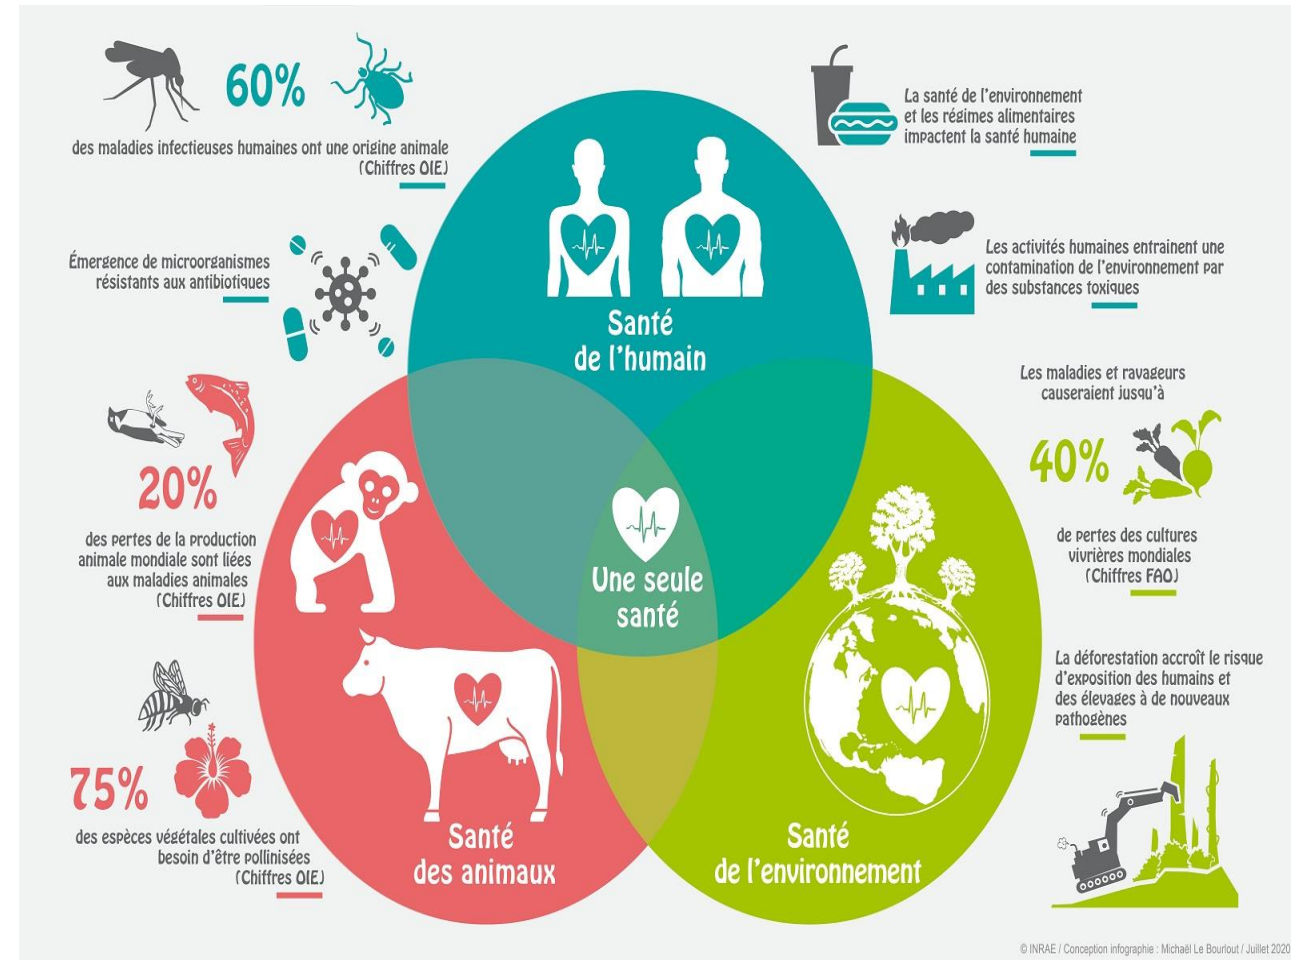 60%
des maladies infectieuses humaines ont une origine animale
(Chiffres OIE)
Émergence de microorganismes
résistants aux antibiotiques
20%
des pertes de la production
animale mondiale sont liées
aux maladies animales
(Chiffres OIE)
75%
des espèces végétales cultivées ont
besoin d'être pollinisées
(Chiffres OIE)
Santé
de l'humain
Une seule
santé
Santé
des animaux
Santé
de l'environnement
La santé de l'environnement
et les régimes alimentaires
impactent la santé humaine
Les activités humaines entrainent une
contamination de l'environnement par
des substances toxiques
Les maladies et ravageurs
causeraient jusqu'à
40%
de pertes des cultures
vivrières mondiales
(Chiffres FAO)
La déforestation accroît le risque
d'exposition des humains et
des élevages à de nouveaux
pathogènes
© INRAE / Conception infographie : Michaël Le Bourlout / Juillet 2020